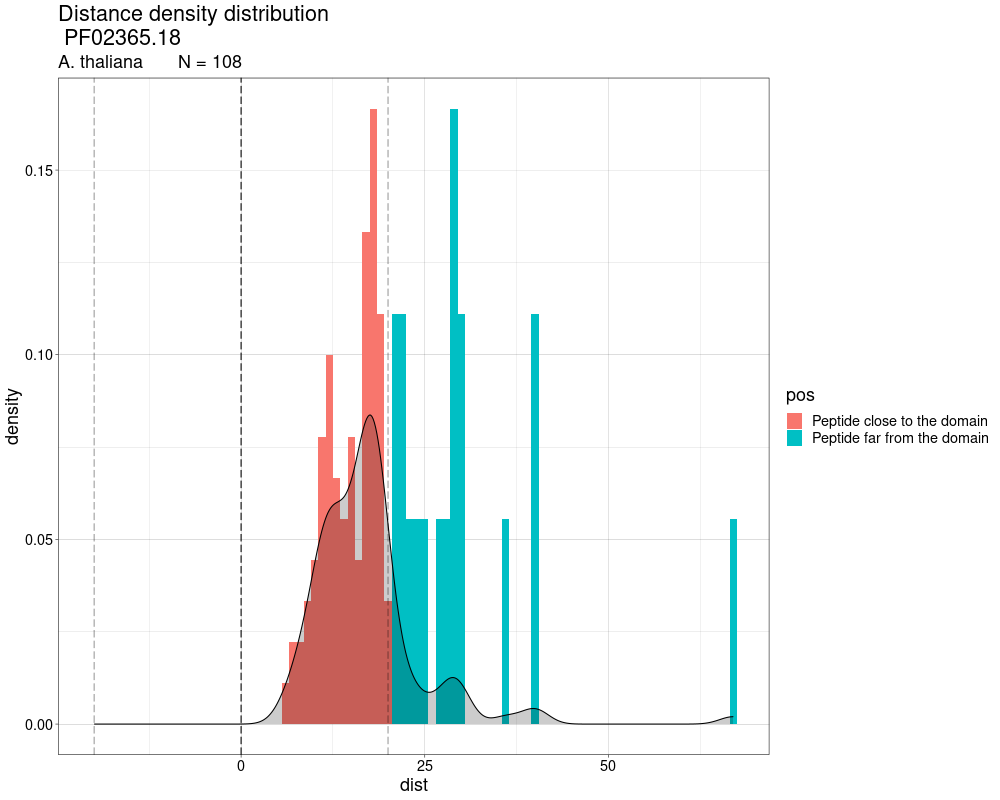 Distance density distribution
PF02365.18
A. thaliana N = 108
0.15
0.10
0.05
0.00
density
0 25 50
dist
pos
Peptide close to the domain
Peptide far from the domain